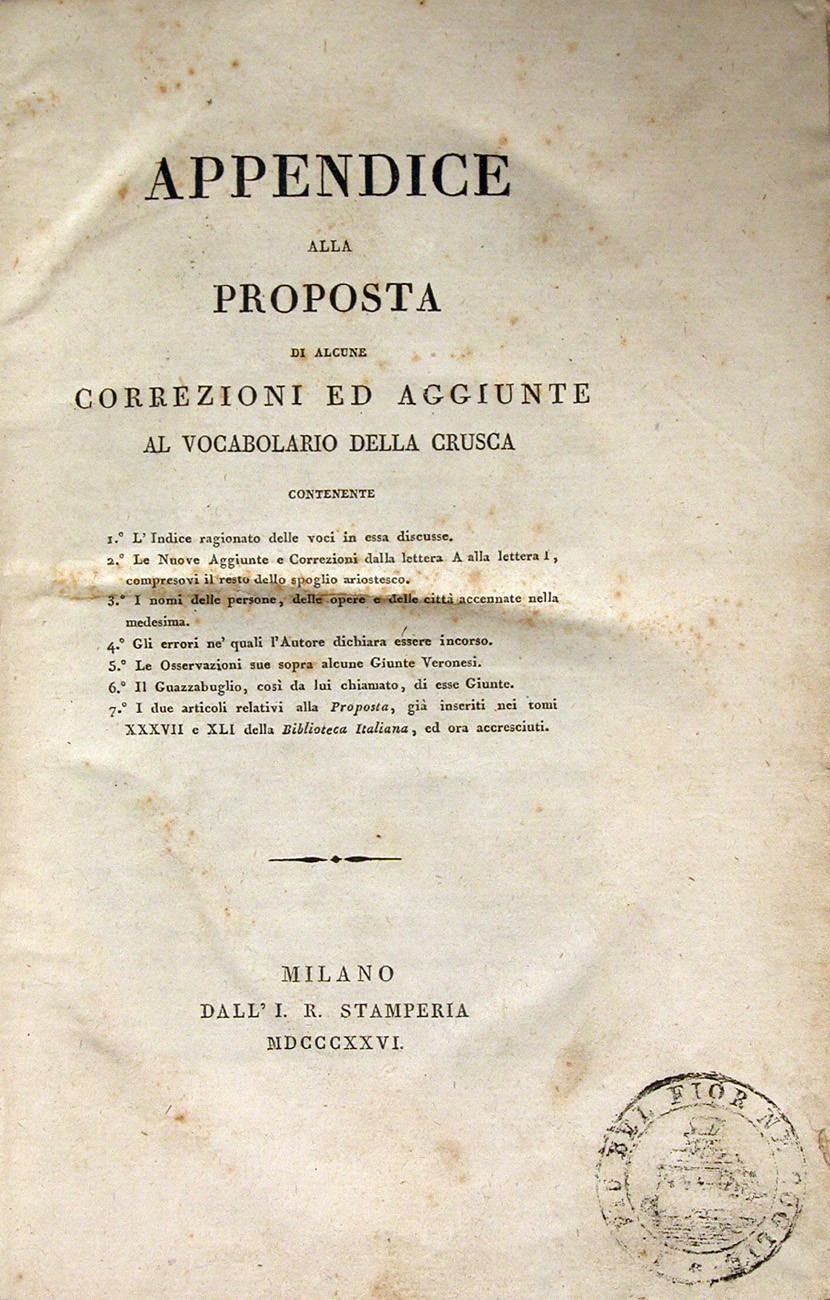 APPENDICE
ALLA
PROPOSTA
DI ALCUNE
CORREZIONI ED AGGIUNTE
AL VOCABOLARIO DELLA CRUSCA
CONTENENTE
1.° L' Indice ragionato delle voci in essa discusse.
2.° Le Nuove Aggiunte e Correzioni dalla lettera A alla lettera I,
compresovi il resto dello spoglio ariostesco.
3.° I nomi delle persone, delle opere e delle città accennate nella
medesima.
4.° Gli errori ne' quali l'Autore dichiara essere incorso.
5.° Le Osservazioni sue sopra alcune Giunte Veronesi.
6.° Il Guazzabuglio, così da lui chiamato, di esse Giunte.
7.° I due articoli relativi alla Proposta, già inseriti nei tomi
XXXVII e XLI della Biblioteca Italiana, ed ora accresciuti.
MILANO
DALL' I. R. STAMPERIA
MDCCCXXVI.
BEL FIOR NE